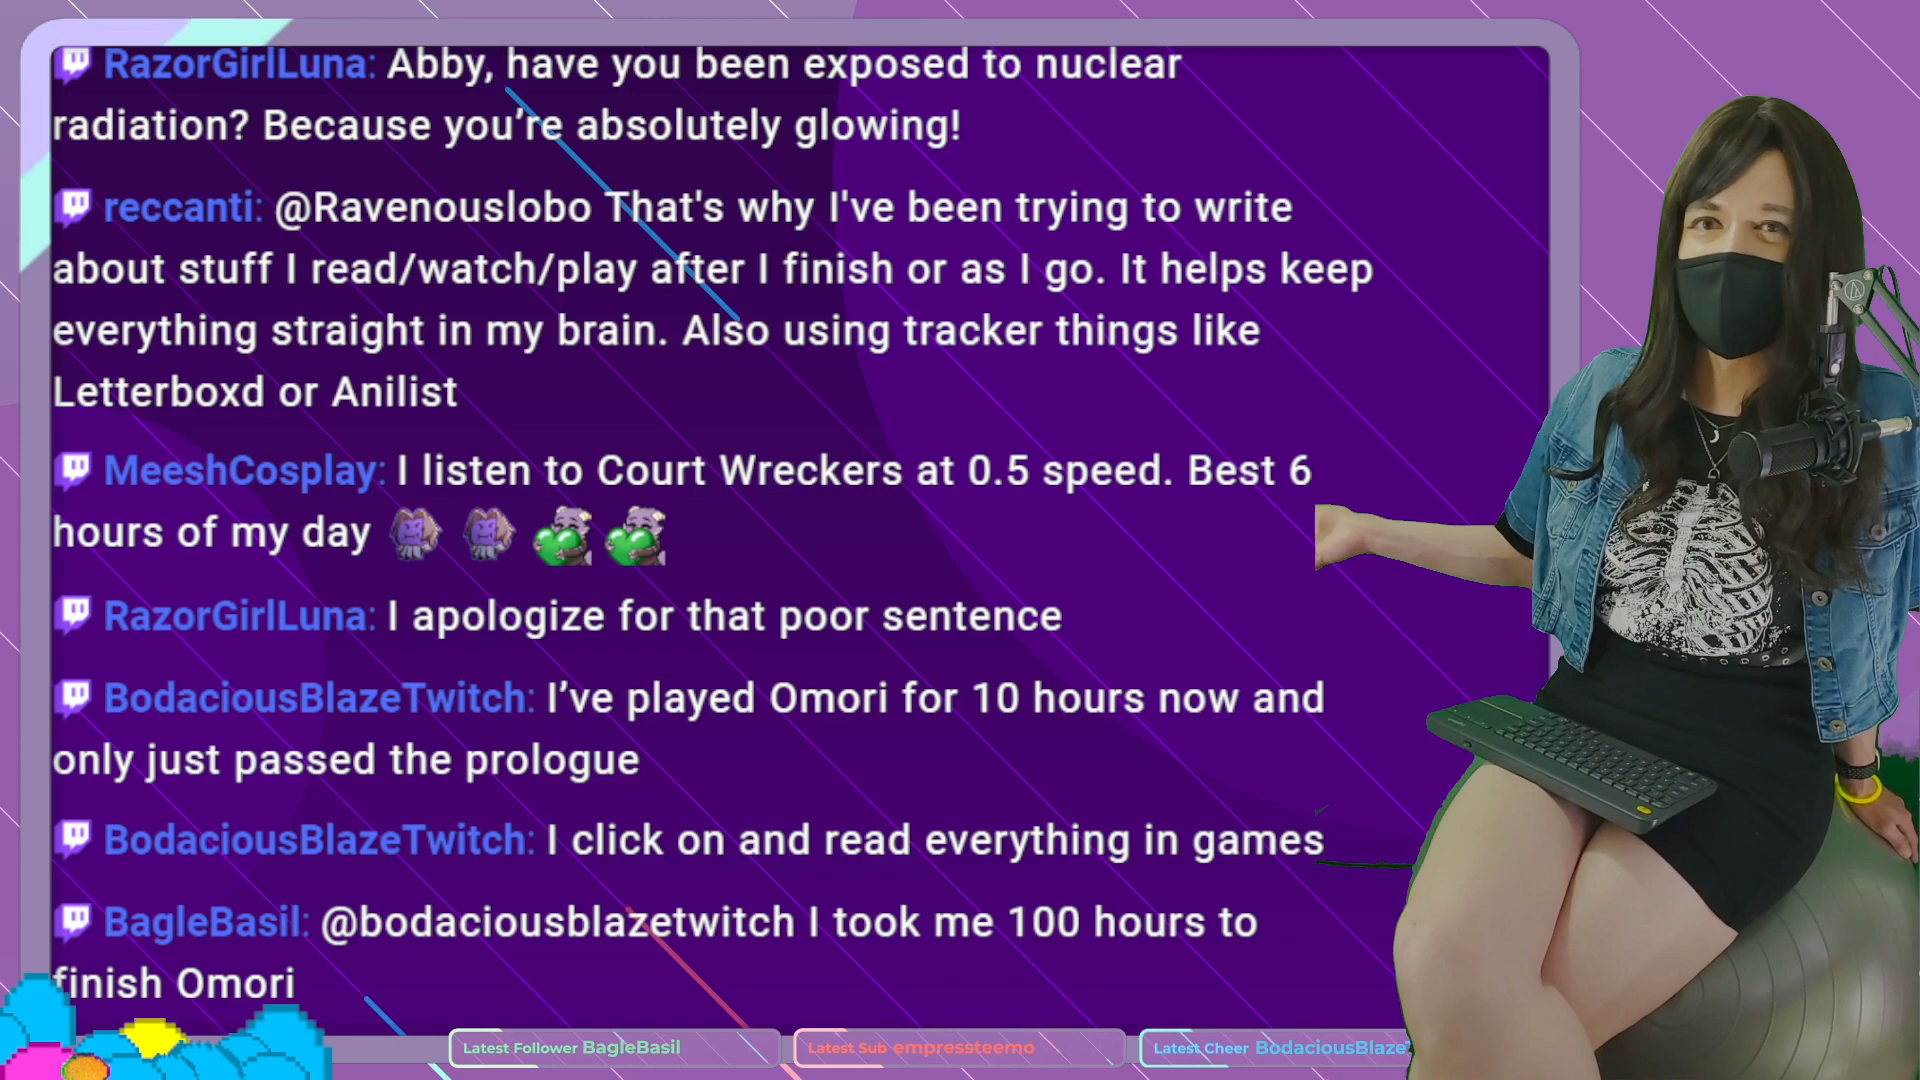 RazorGirlLuna: Abby, have you been exposed to nuclear
radiation? Because you’re absolutely glowing!
reccanti: @Ravenouslobo That's why I've been trying to write
about stuff I read/watch/play after I finish or as I go. It helps keep
everything straight in my brain. Also using tracker things like
Letterboxd or Anilist
MeeshCosplay: I listen to Court Wreckers at 0.5 speed. Best 6
hours of my day
RazorGirlLuna: I apologize for that poor sentence
BodaciousBlazeTwitch: I’ve played Omori for 10 hours now and
only just passed the prologue
BodaciousBlazeTwitch: I click on and read everything in games
BagleBasil: @bodaciousblazetwitch I took me 100 hours to
finish Omori
Latest Follower BagleBasil
Latest Sub empressteemo
Latest Cheer BodaciousBlaze